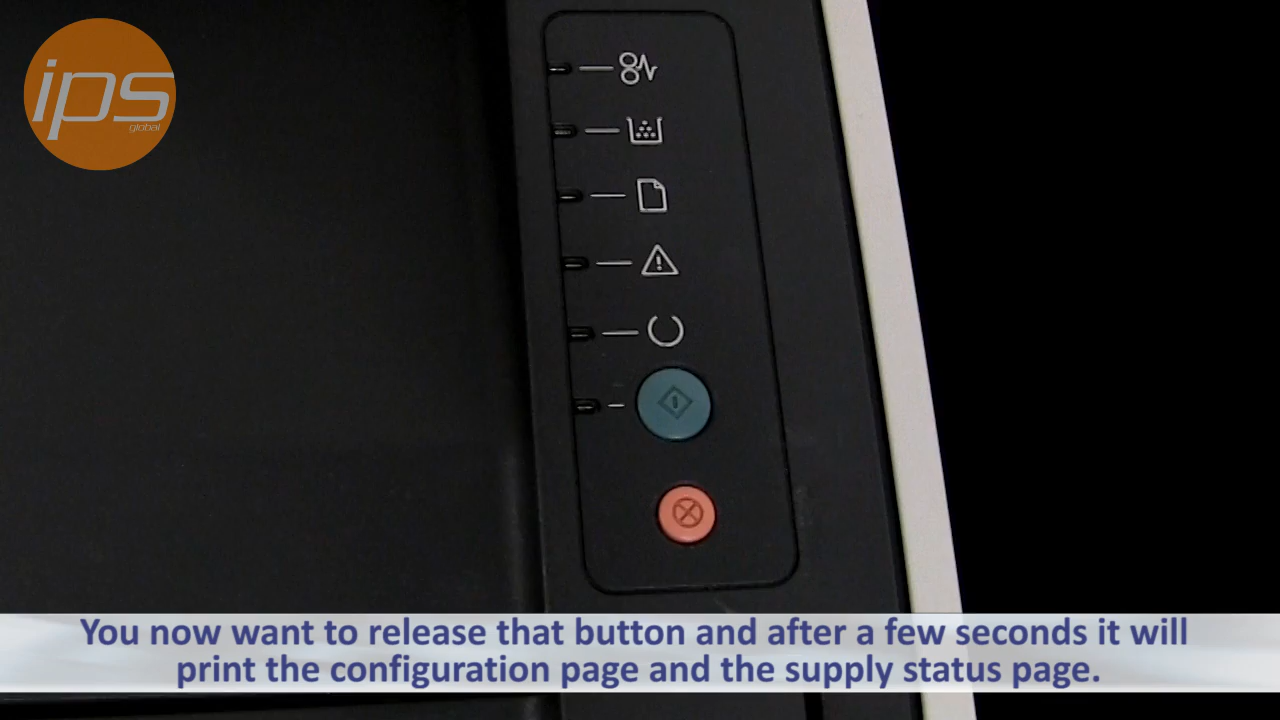 ips
global
You now want to release that button and after a few seconds it will
print the configuration page and the supply status page.